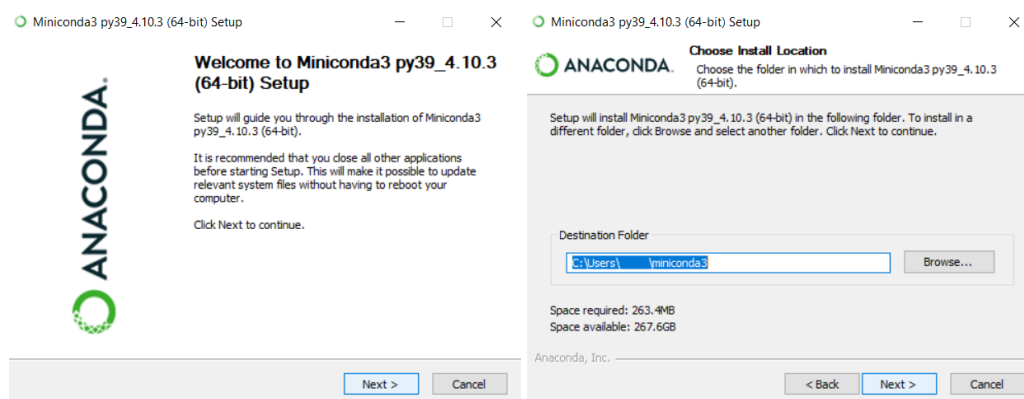 Miniconda3 py39_4.10.3 (64-bit) Setup
ANACONDA.
Welcome to Miniconda3 py39_4.10.3
(64-bit) Setup
Setup will guide you through the installation of Miniconda3
py39_4.10.3 (64-bit).
It is recommended that you close all other applications
before starting Setup. This will make it possible to update
relevant system files without having to reboot your
computer.
Click Next to continue.
Next >
Cancel
Miniconda3 py39_4.10.3 (64-bit) Setup
ANACONDA.
Choose Install Location
Choose the folder in which to install Miniconda3 py39_4.10.3
(64-bit).
Setup will install Miniconda3 py39_4.10.3 (64-bit) in the following folder. To install in a
different folder, click Browse and select another folder. Click Next to continue.
Destination Folder
C:\Users\ \miniconda3
Browse...
Space required: 263.4MB
Space available: 267.6GB
Anaconda, Inc.
< Back
Next >
Cancel